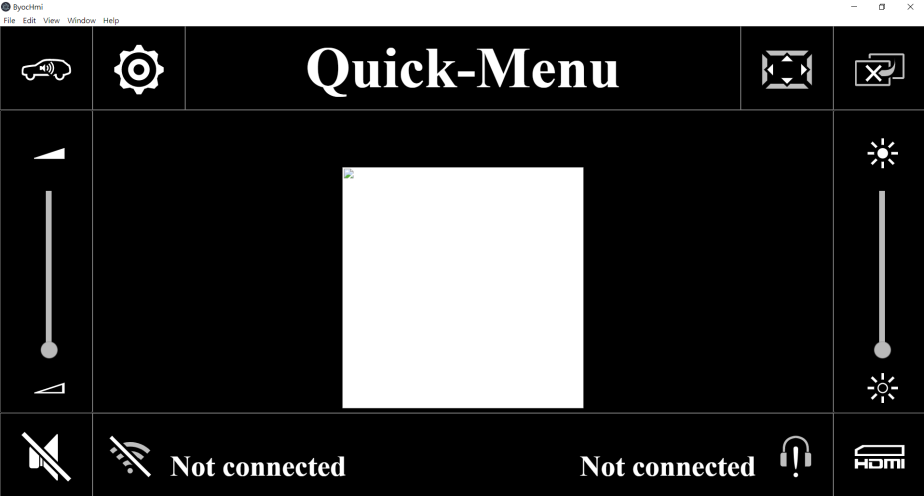 ByocHmi
File Edit View Window Help
Quick-Menu
Not connected
Not connected
HDMI